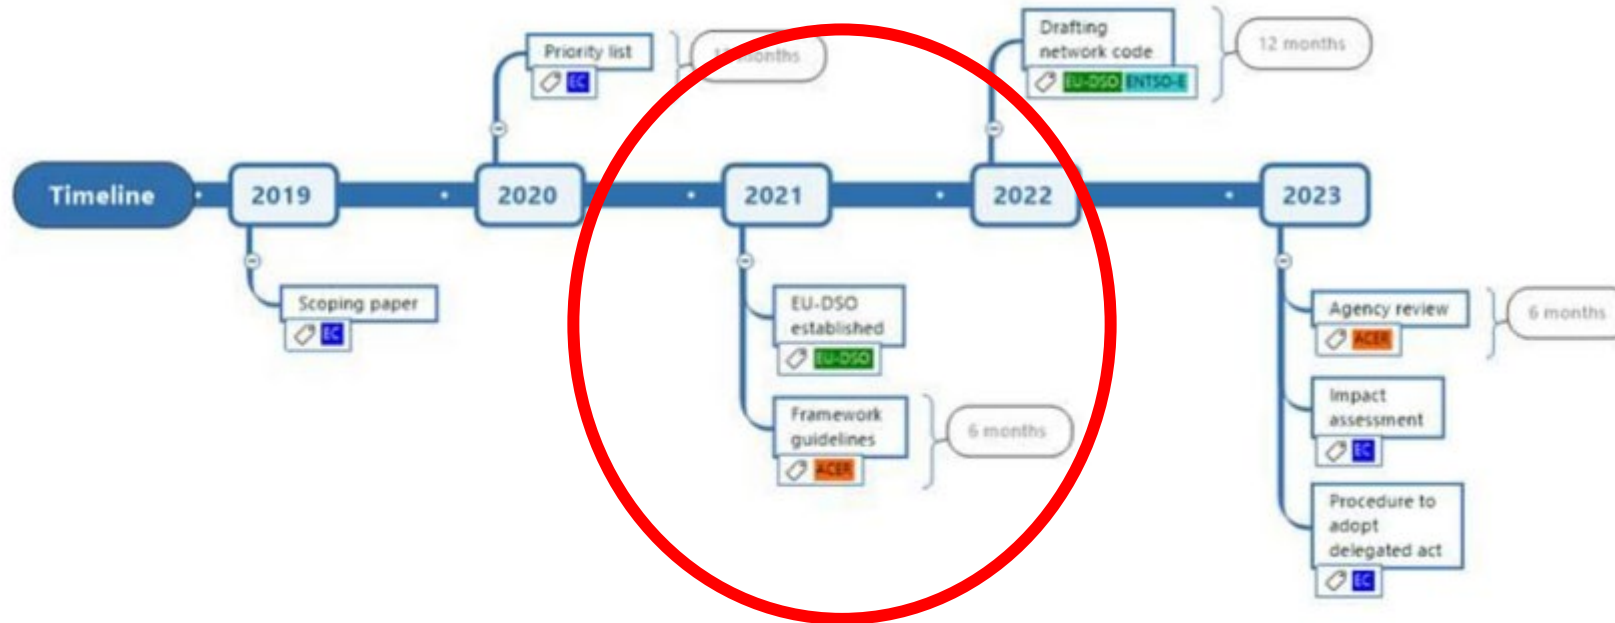 Drafting
network code
EU-DSO ENTSO-E
12 months
Priority list
EC
months
Timeline
2019
2020
2021
2022
2023
Scoping paper
EC
EU-DSO
established
EU-DSO
Framework
guidelines
ACER
6 months
Agency review
ACER
6 months
Impact
assessment
EC
Procedure to
adopt
delegated act
EC